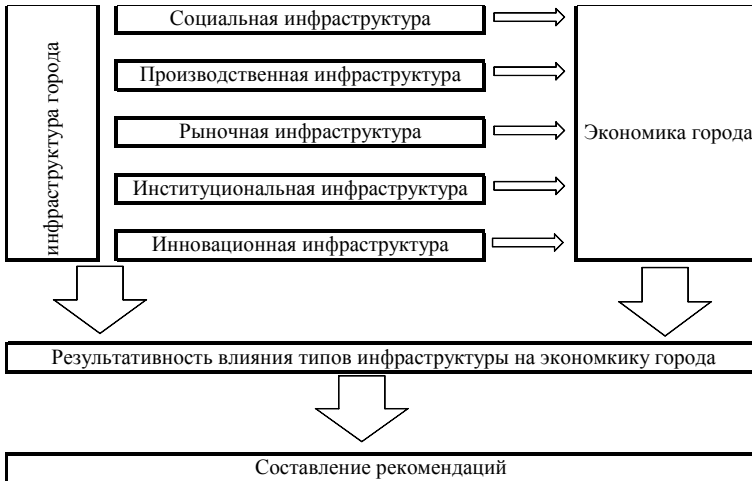 инфраструктура города
Социальная инфраструктура
Производственная инфраструктура
Рыночная инфраструктура
Институциональная инфраструктура
Инновационная инфраструктура
Экономика города
Результативность влияния типов инфраструктуры на экономкику города
Составление рекомендаций